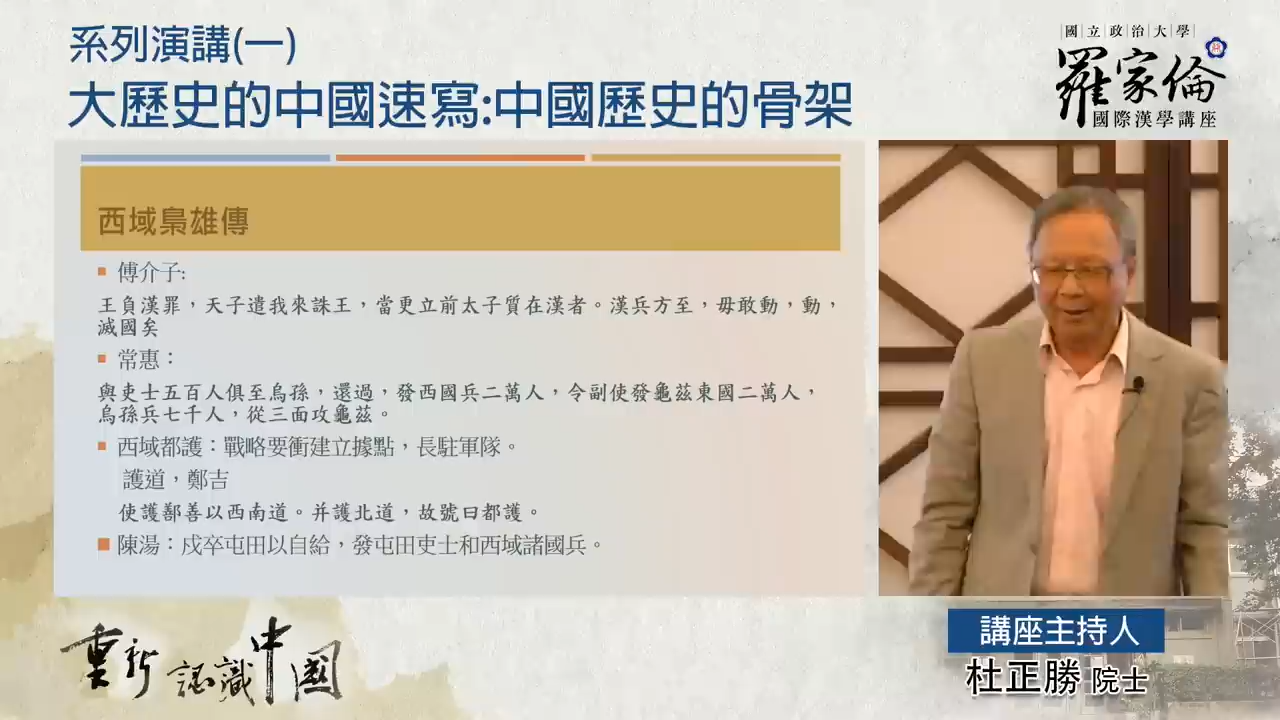 系列演講(一)
大歷史的中國速寫:中國歷史的骨架
國立政治大學
羅家倫
國際漢學講座
西域梟雄傳
傅介子:
王負漢罪，天子遣我來誅王，當更立前太子質在漢者。漢兵方至，毋敢動，動，
滅國矣
常惠：
與吏士五百人俱至烏孫，還過，發西國兵二萬人，令副使發龜茲東國二萬人，
烏孫兵七千人，從三面攻龜茲。
西域都護：戰略要衝建立據點，長駐軍隊。
護道，鄭吉
使護鄯善以西南道。并護北道，故號曰都護。
陳湯：戍卒屯田以自給，發屯田吏士和西域諸國兵。
重新認識中國
講座主持人
杜正勝 院士